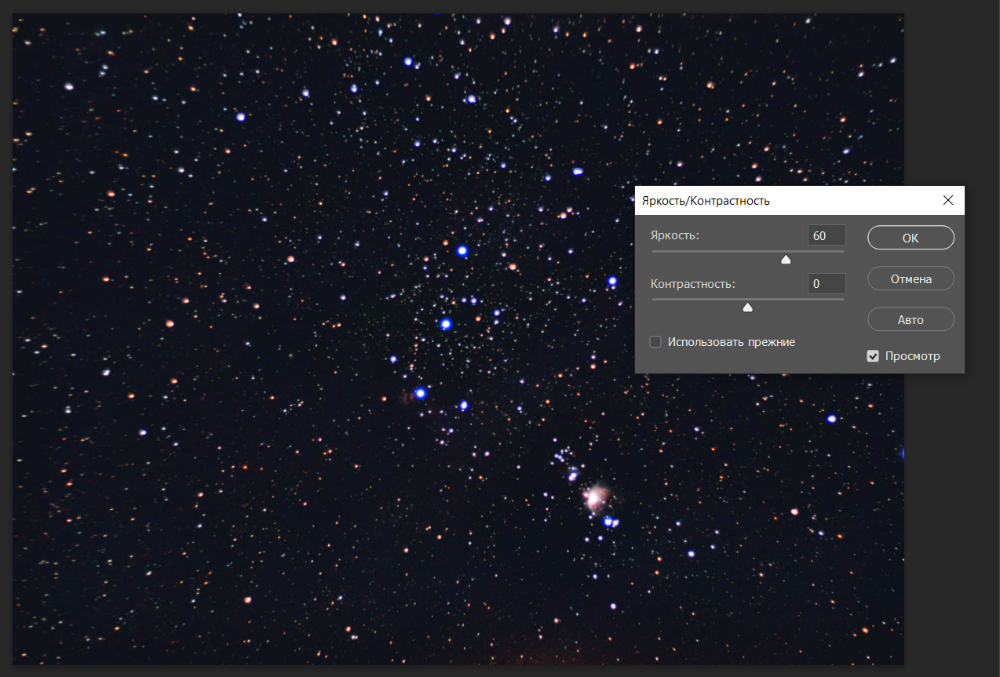 Яркость/Контрастность
Яркость: 60
Контрастность: 0
Использовать прежние
ОК
Отмена
Авто
Просмотр